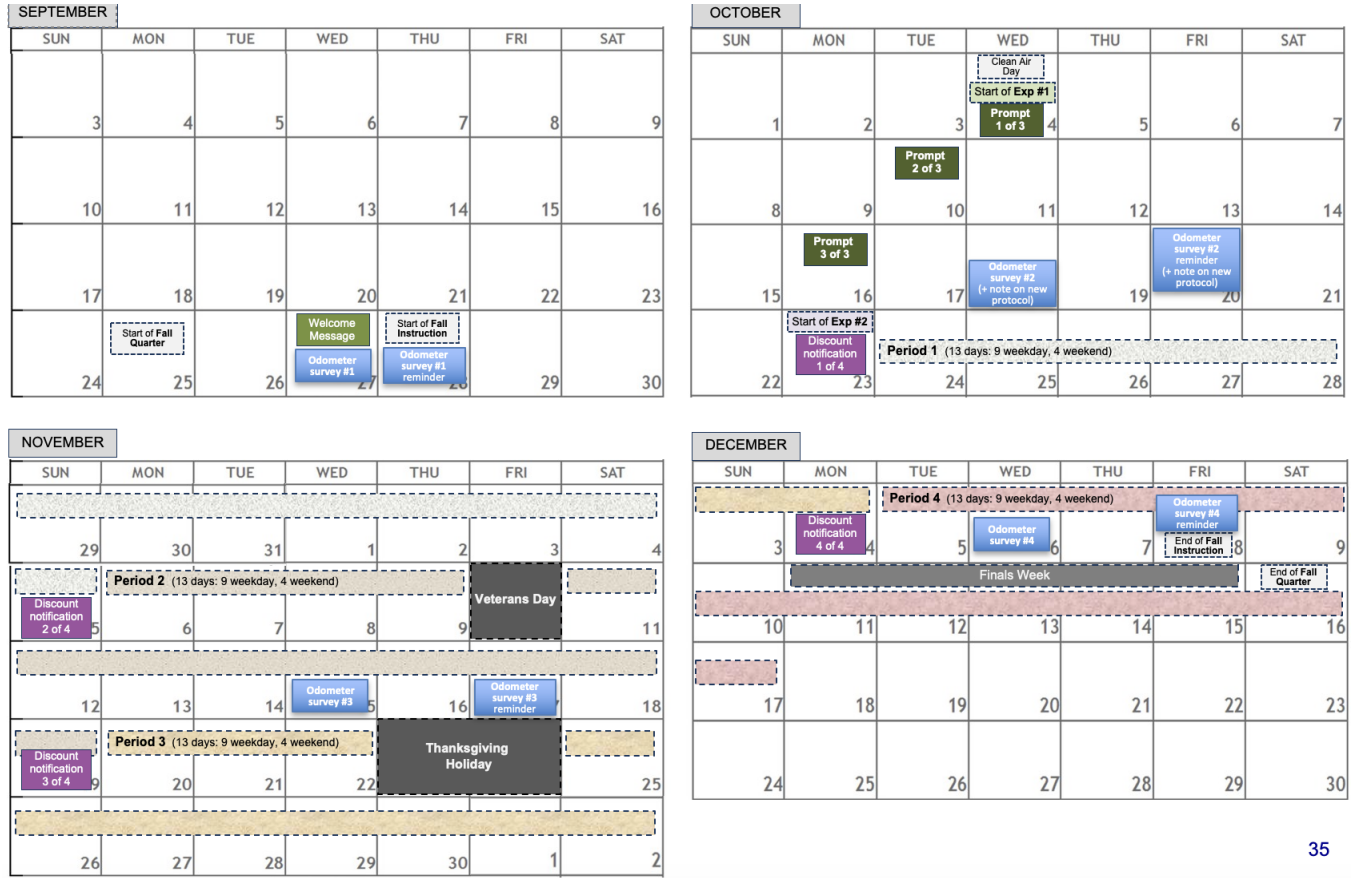 SEPTEMBER
SUN MON TUE WED THU FRI SAT
3 4 5 6 7 8 9
10 11 12 13 14 15 16
17 18 19 20 21 22 23
Start of Fall
Quarter
Welcome
Message
Odometer
survey #1
Start of Fall
Instruction
Odometer
survey #1
reminder
24 25 26 27 28 29 30
OCTOBER
SUN MON TUE WED THU FRI SAT
Clean Air
Day
Start of Exp #1
Prompt
1 of 3
1 2 3 4 5 6 7
Prompt
2 of 3
8 9 10 11 12 13 14
Prompt
3 of 3
Odometer
survey #2
(+ note on new
protocol)
Odometer
survey #2
reminder
(+ note on new
protocol)
15 16 17 19 20 21
Start of Exp #2
Discount
notification
1 of 4
Period 1 (13 days: 9 weekday, 4 weekend)
22 23 24 25 26 27 28
NOVEMBER
SUN MON TUE WED THU FRI SAT
29 30 31 1 2 3 4
Period 2 (13 days: 9 weekday, 4 weekend)
Veterans Day
Discount
notification
2 of 4
5 6 7 8 9 11
Odometer
survey #3
Odometer
survey #3
reminder
12 13 14 5 16 18
Period 3 (13 days: 9 weekday, 4 weekend)
Thanksgiving
Holiday
Discount
notification
3 of 4
9 20 21 22 25
26 27 28 29 30 1 2
DECEMBER
SUN MON TUE WED THU FRI SAT
Period 4 (13 days: 9 weekday, 4 weekend)
Discount
notification
4 of 4
Odometer
survey #4
Odometer
survey #4
reminder
End of Fall
Instruction
3 4 5 6 7 8 9
Finals Week
End of Fall
Quarter
10 11 12 13 14 15 16
17 18 19 20 21 22 23
24 25 26 27 28 29 30
35